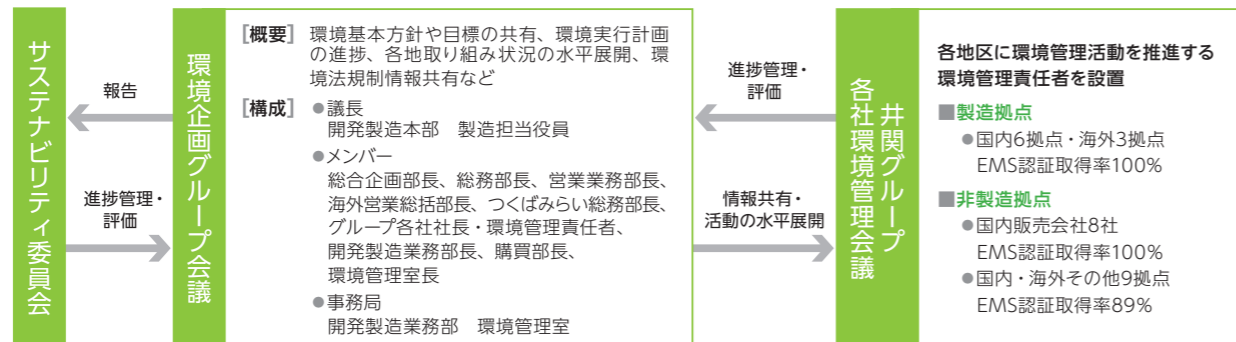 サステナビリティ委員会
報告
進捗管理・
評価
環境企画グループ会議
［概要］ 環境基本方針や目標の共有、環境実行計画
の進捗、各地取り組み状況の水平展開、環
境法規制情報共有など
［構成］ ●議長
開発製造本部　製造担当役員
●メンバー
総合企画部長、総務部長、営業業務部長、
海外営業総括部長、つくばみらい総務部長、
グループ各社社長・環境管理責任者、
開発製造業務部長、購買部長、
環境管理室長
●事務局
開発製造業務部　環境管理室
進捗管理・
評価
情報共有・
活動の水平展開
井関グループ
各社環境管理会議
各地区に環境管理活動を推進する
環境管理責任者を設置
■製造拠点
●国内6拠点・海外3拠点
EMS認証取得率100%
■非製造拠点
●国内販売会社8社
EMS認証取得率100%
●国内・海外その他9拠点
EMS認証取得率89%